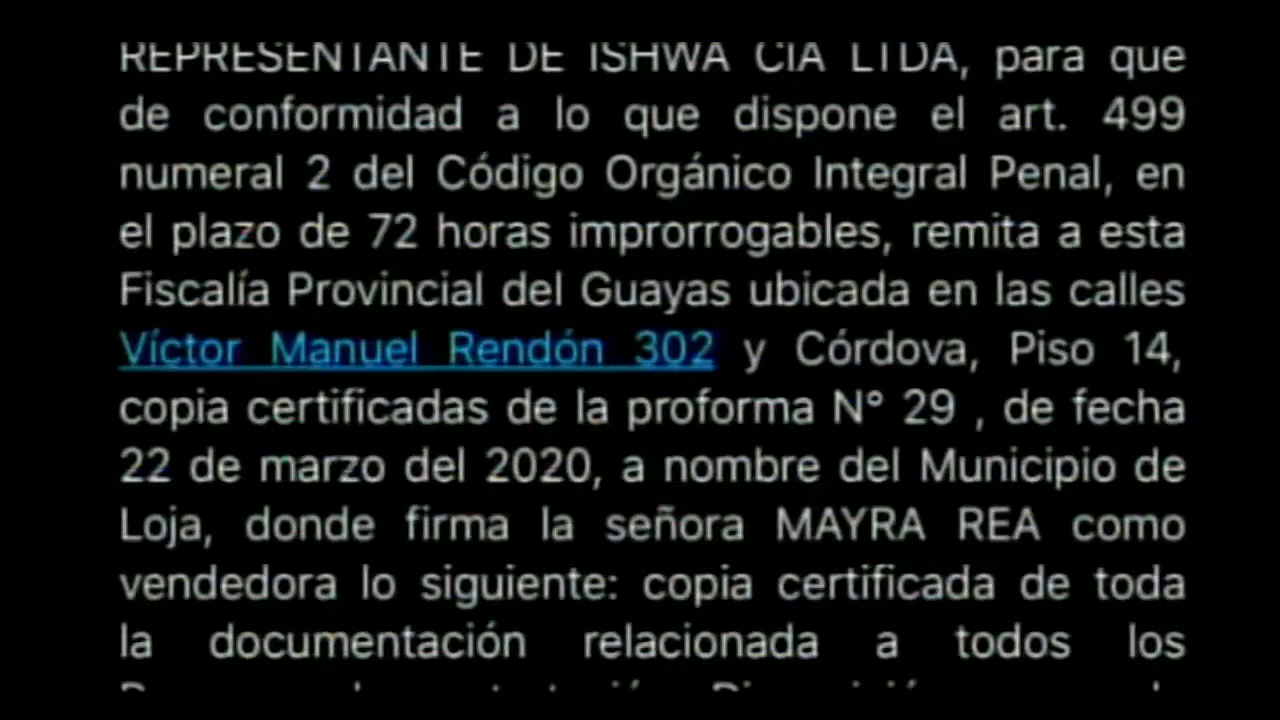 REPRESENTANTE DE ISHWA CIA LTDA, para que
de conformidad a lo que dispone el art. 499
numeral 2 del Código Orgánico Integral Penal, en
el plazo de 72 horas improrrogables, remita a esta
Fiscalía Provincial del Guayas ubicada en las calles
Víctor Manuel Rendón 302 y Córdova, Piso 14,
copia certificadas de la proforma N° 29 , de fecha
22 de marzo del 2020, a nombre del Municipio de
Loja, donde firma la señora MAYRA REA como
vendedora lo siguiente: copia certificada de toda
la documentación relacionada a todos los